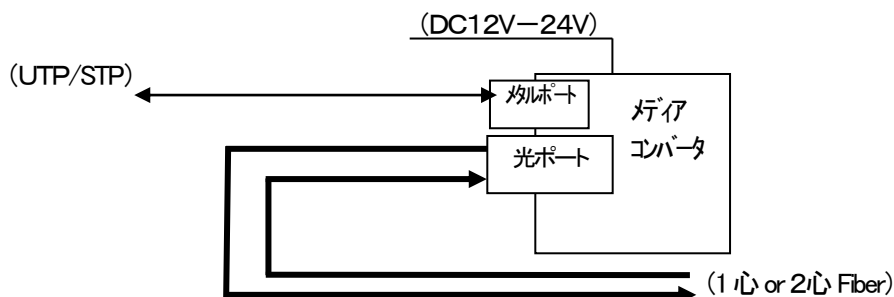 (DC12V－24V)
(UTP/STP)
ﾒﾀﾙﾎﾟｰﾄ
ﾒﾃﾞｨｱ
ｺﾝﾊﾞｰﾀ
光ポート
(1心 or 2心 Fiber)